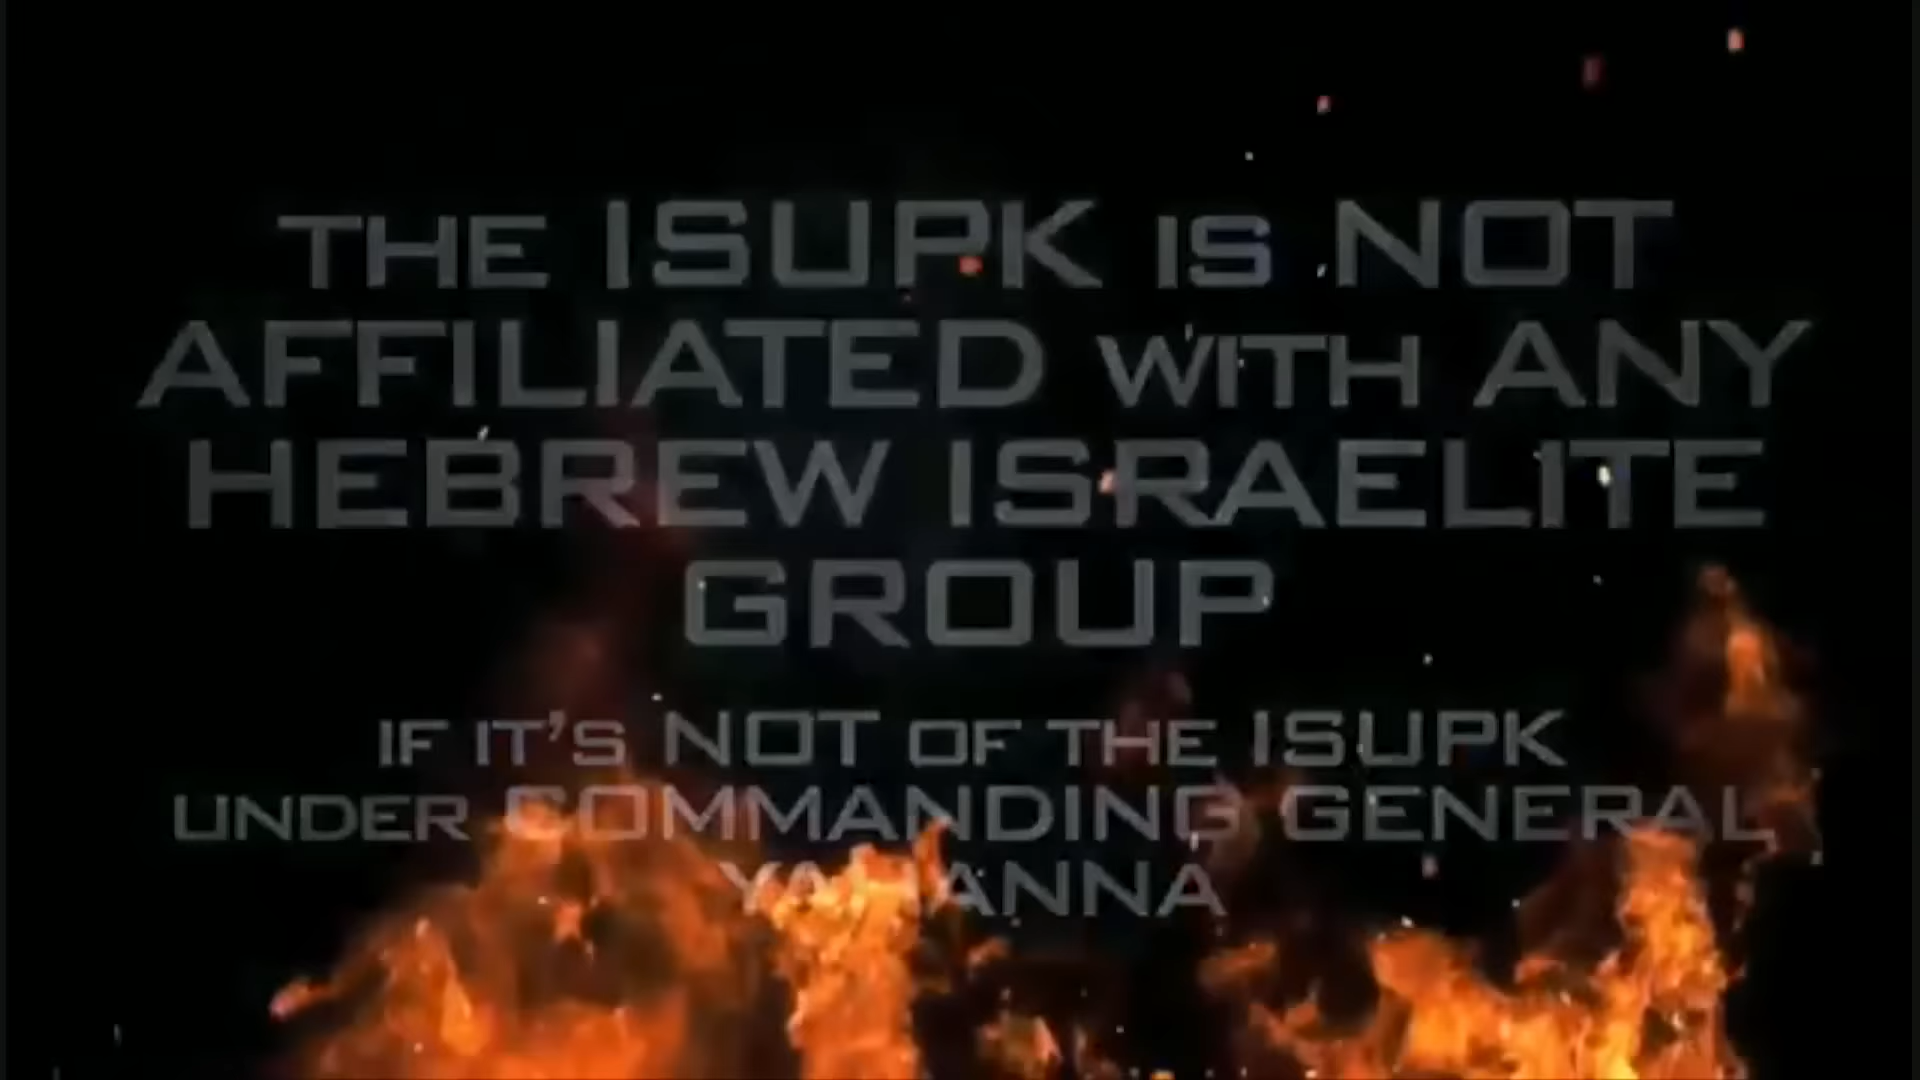 THE ISUPK IS NOT
AFFILIATED WITH ANY
HEBREW ISRAELITE
GROUP
IF IT'S NOT OF THE ISUPK
UNDER COMMANDING GENERAL
YAHANNA